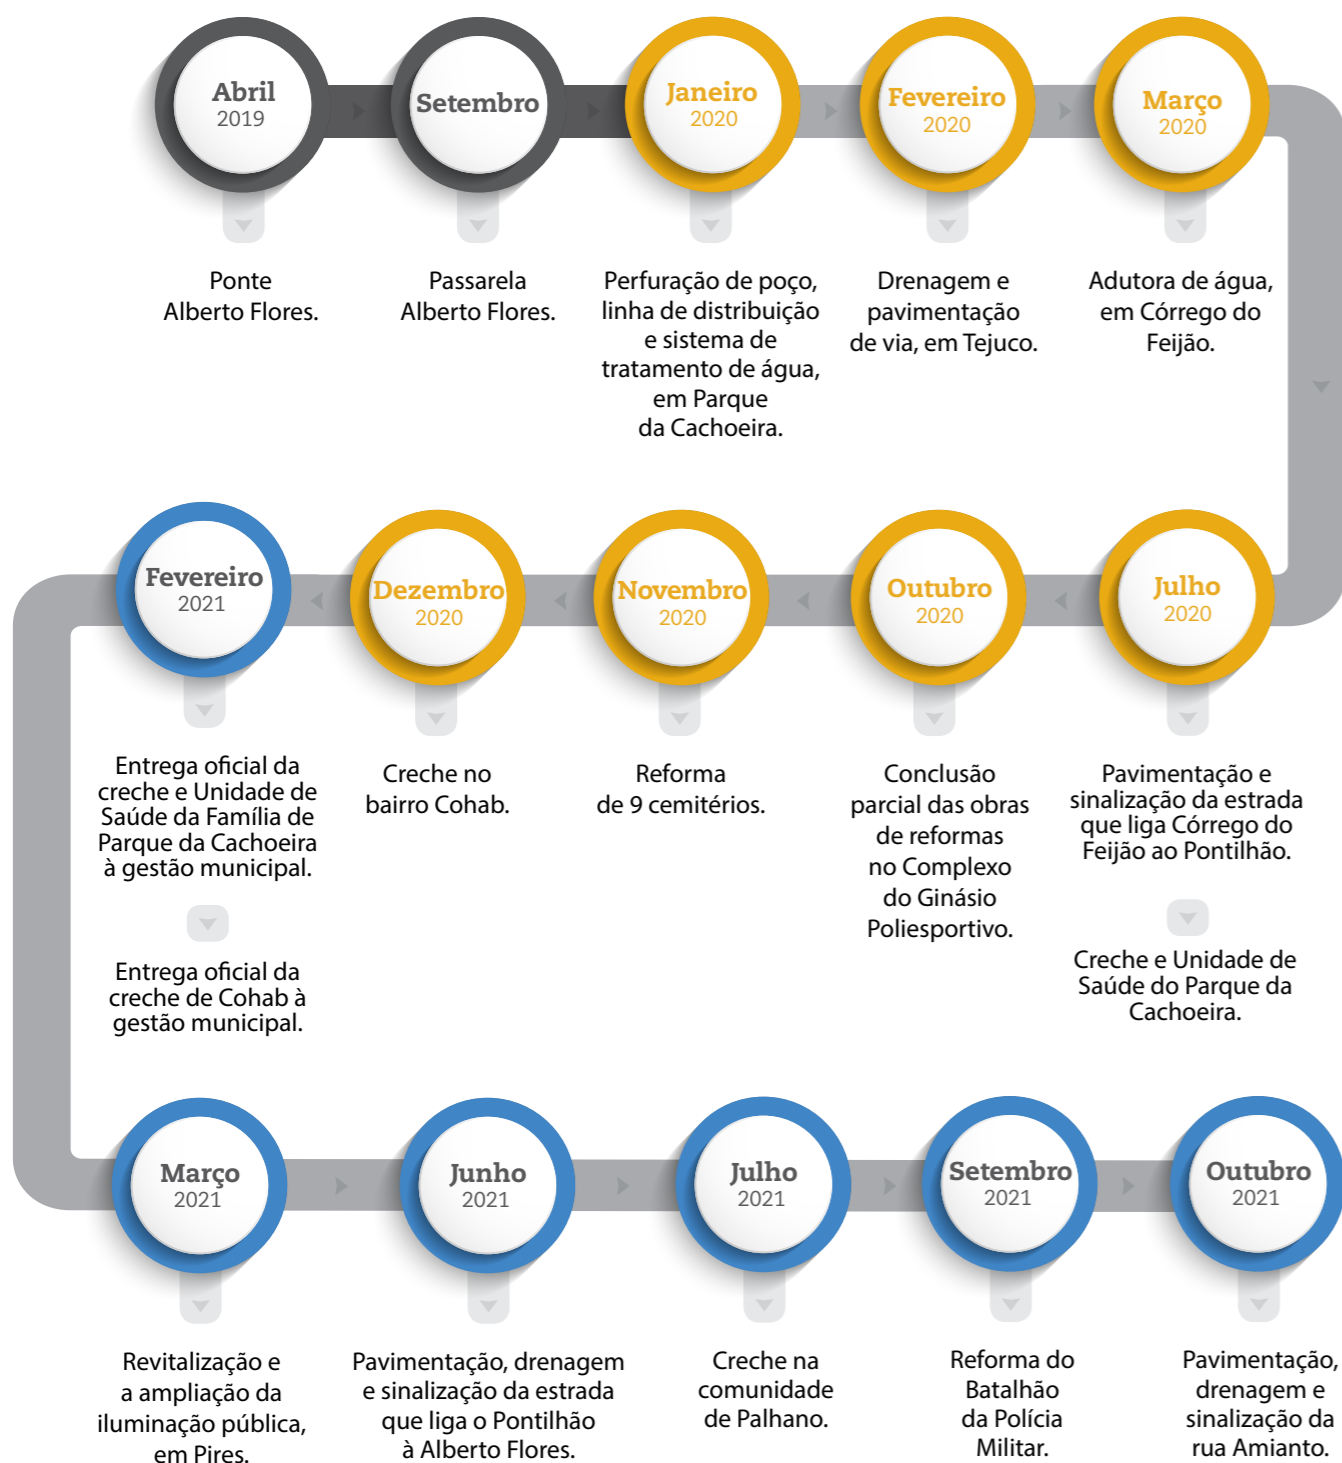 Abril
2019
Ponte
Alberto Flores.
Setembro
Passarela
Alberto Flores.
Janeiro
2020
Perfuração de poço,
linha de distribuição
e sistema de
tratamento de água,
em Parque
da Cachoeira.
Fevereiro
2020
Drenagem e
pavimentação
de via, em Tejuco.
Março
2020
Adutora de água,
em Córrego do
Feijão.
Julho
2020
Pavimentação e
sinalização da estrada
que liga Córrego do
Feijão ao Pontilhão.
Creche e Unidade de
Saúde do Parque da
Cachoeira.
Outubro
2020
Conclusão
parcial das obras
de reformas
no Complexo
do Ginásio
Poliesportivo.
Novembro
2020
Reforma
de 9 cemitérios.
Dezembro
2020
Creche no
bairro Cohab.
Fevereiro
2021
Entrega oficial da
creche e Unidade de
Saúde da Família de
Parque da Cachoeira
à gestão municipal.
Entrega oficial da
creche de Cohab à
gestão municipal.
Março
2021
Revitalização e
a ampliação da
iluminação pública,
em Pires.
Junho
2021
Pavimentação, drenagem
e sinalização da estrada
que liga o Pontilhão
à Alberto Flores.
Julho
2021
Creche na
comunidade
de Palhano.
Setembro
2021
Reforma do
Batalhão
da Polícia
Militar.
Outubro
2021
Pavimentação,
drenagem e
sinalização da
rua Amianto.